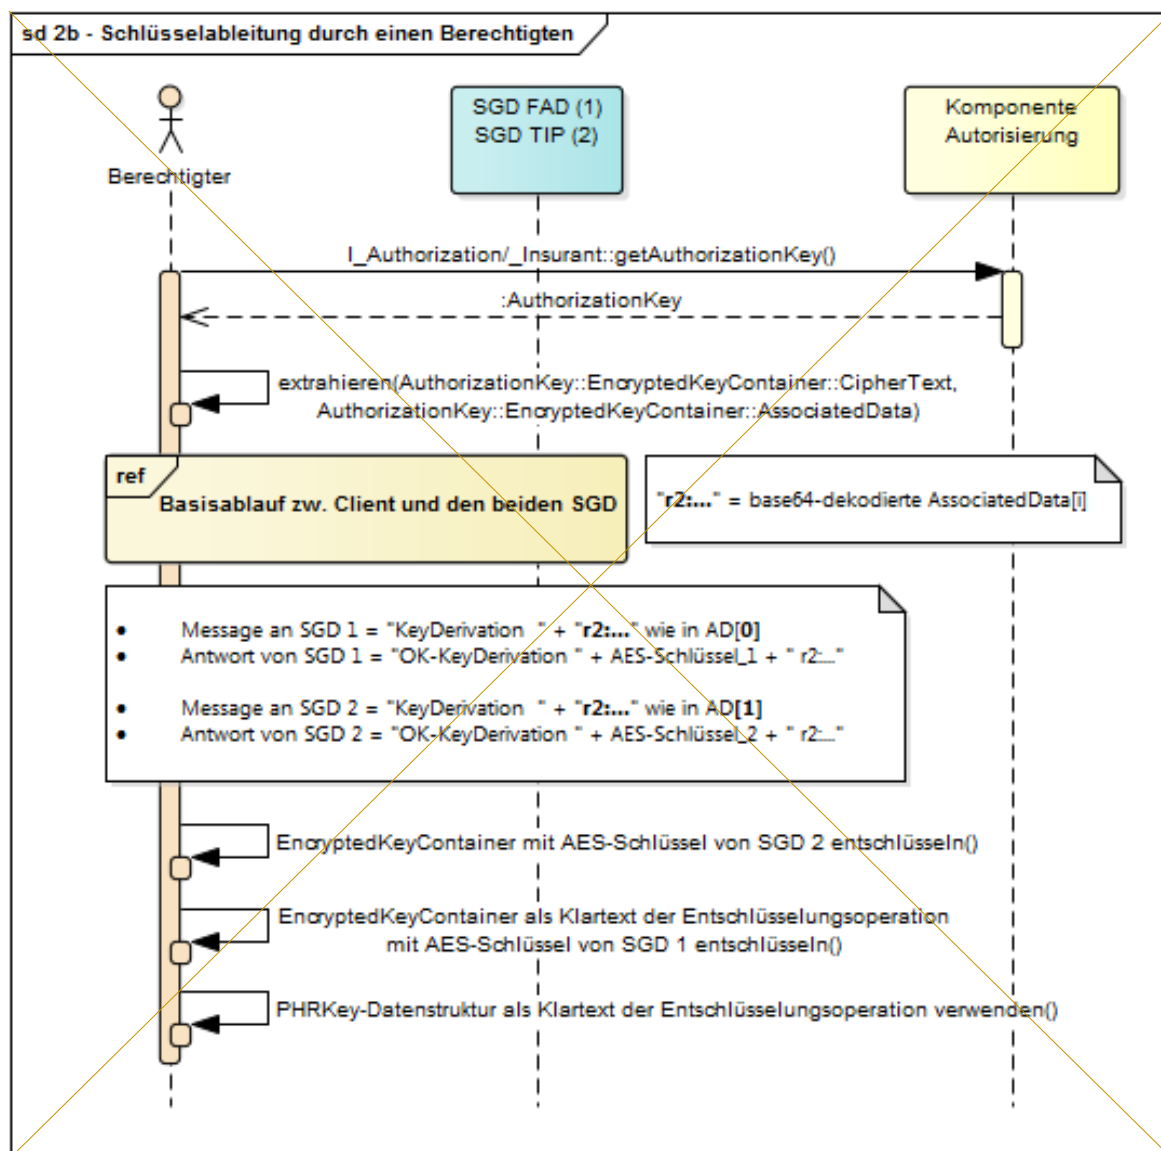 sd 2b - Schlüsselableitung durch einen Berechtigten
SGD FAD (1)
SGD TIP (2)
Komponente
Autorisierung
Berechtigter
I_Authorization/_Insurant::getAuthorizationKey()
:AuthorizationKey
extrahieren(AuthorizationKey::EncryptedKeyContainer::CipherText,
AuthorizationKey::EncryptedKeyContainer::AssociatedData)
ref
Basisablauf zw. Client und den beiden SGD
"r2:..." = base64-dekodierte AssociatedData[i]
• Message an SGD 1 = "KeyDerivation " + "r2:..." wie in AD[0]
• Antwort von SGD 1 = "OK-KeyDerivation " + AES-Schlüssel_1 + " r2:..."
• Message an SGD 2 = "KeyDerivation " + "r2:..." wie in AD[1]
• Antwort von SGD 2 = "OK-KeyDerivation " + AES-Schlüssel_2 + " r2:..."
EncryptedKeyContainer mit AES-Schlüssel von SGD 2 entschlüsseln()
EncryptedKeyContainer als Klartext der Entschlüsselungsoperation
mit AES-Schlüssel von SGD 1 entschlüsseln()
PHRKey-Datenstruktur als Klartext der Entschlüsselungsoperation verwenden()